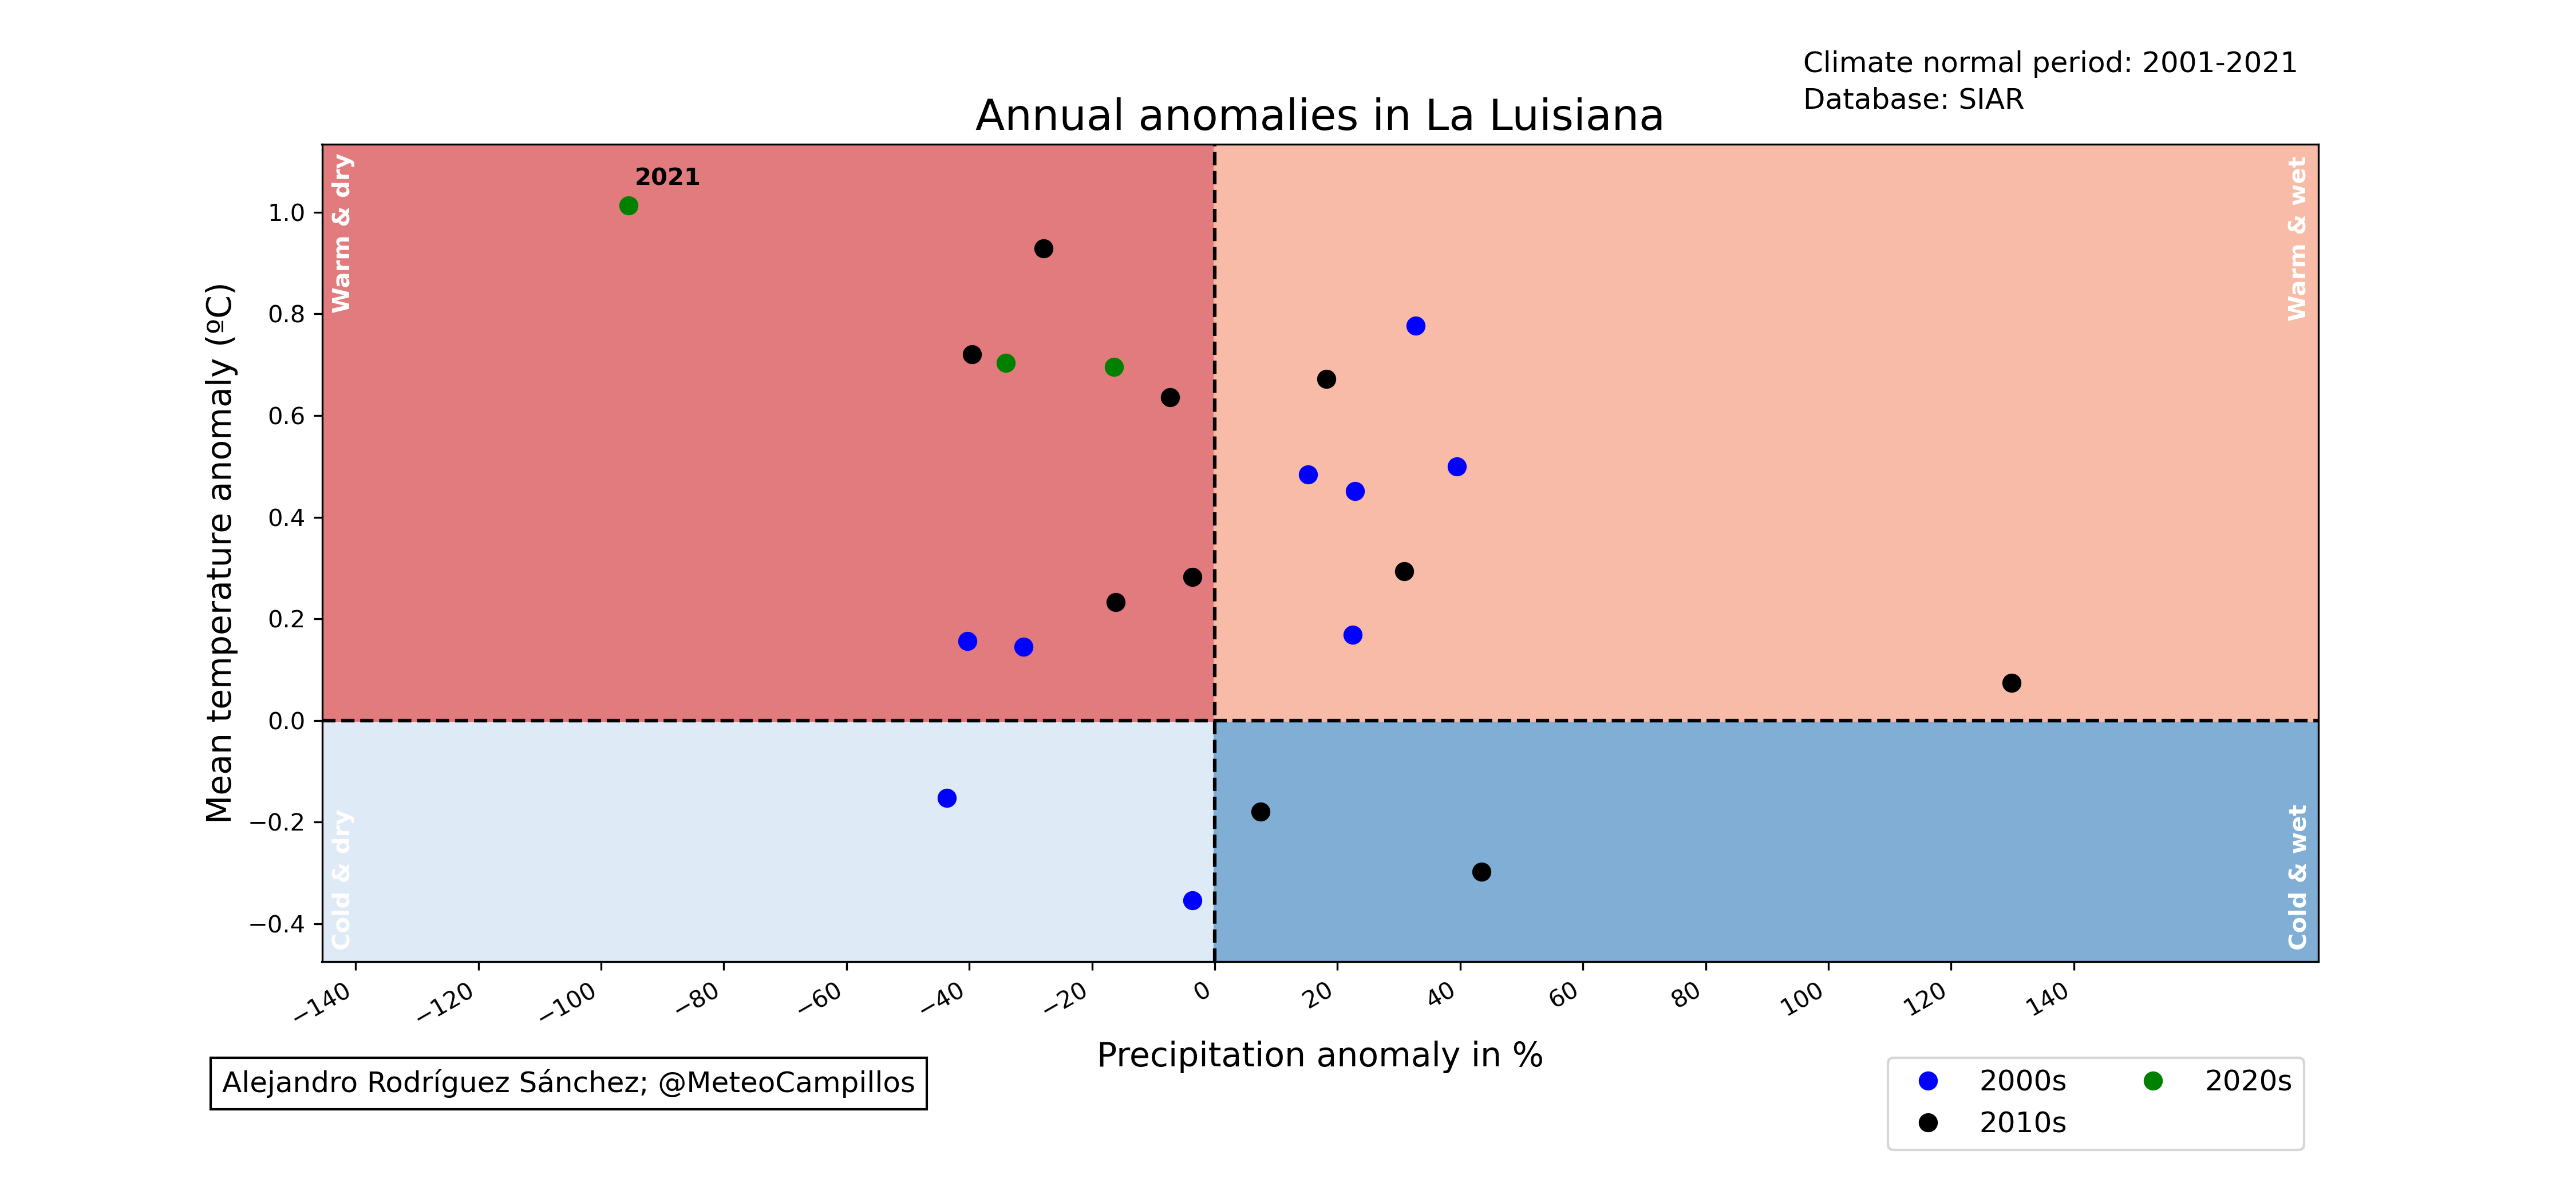 Climate normal period: 2001-2021
Database: SIAR
Annual anomalies in La Luisiana
Warm & dry
Warm & wet
2021
Mean temperature anomaly (ºC)
1.0
0.8
0.6
0.4
0.2
0.0
−0.2
−0.4
Cold & dry
Cold & wet
−140 −120 −100 −80 −60 −40 −20 0 20 40 60 80 100 120 140
Precipitation anomaly in %
Alejandro Rodríguez Sánchez; @MeteoCampillos
2000s 2020s
2010s